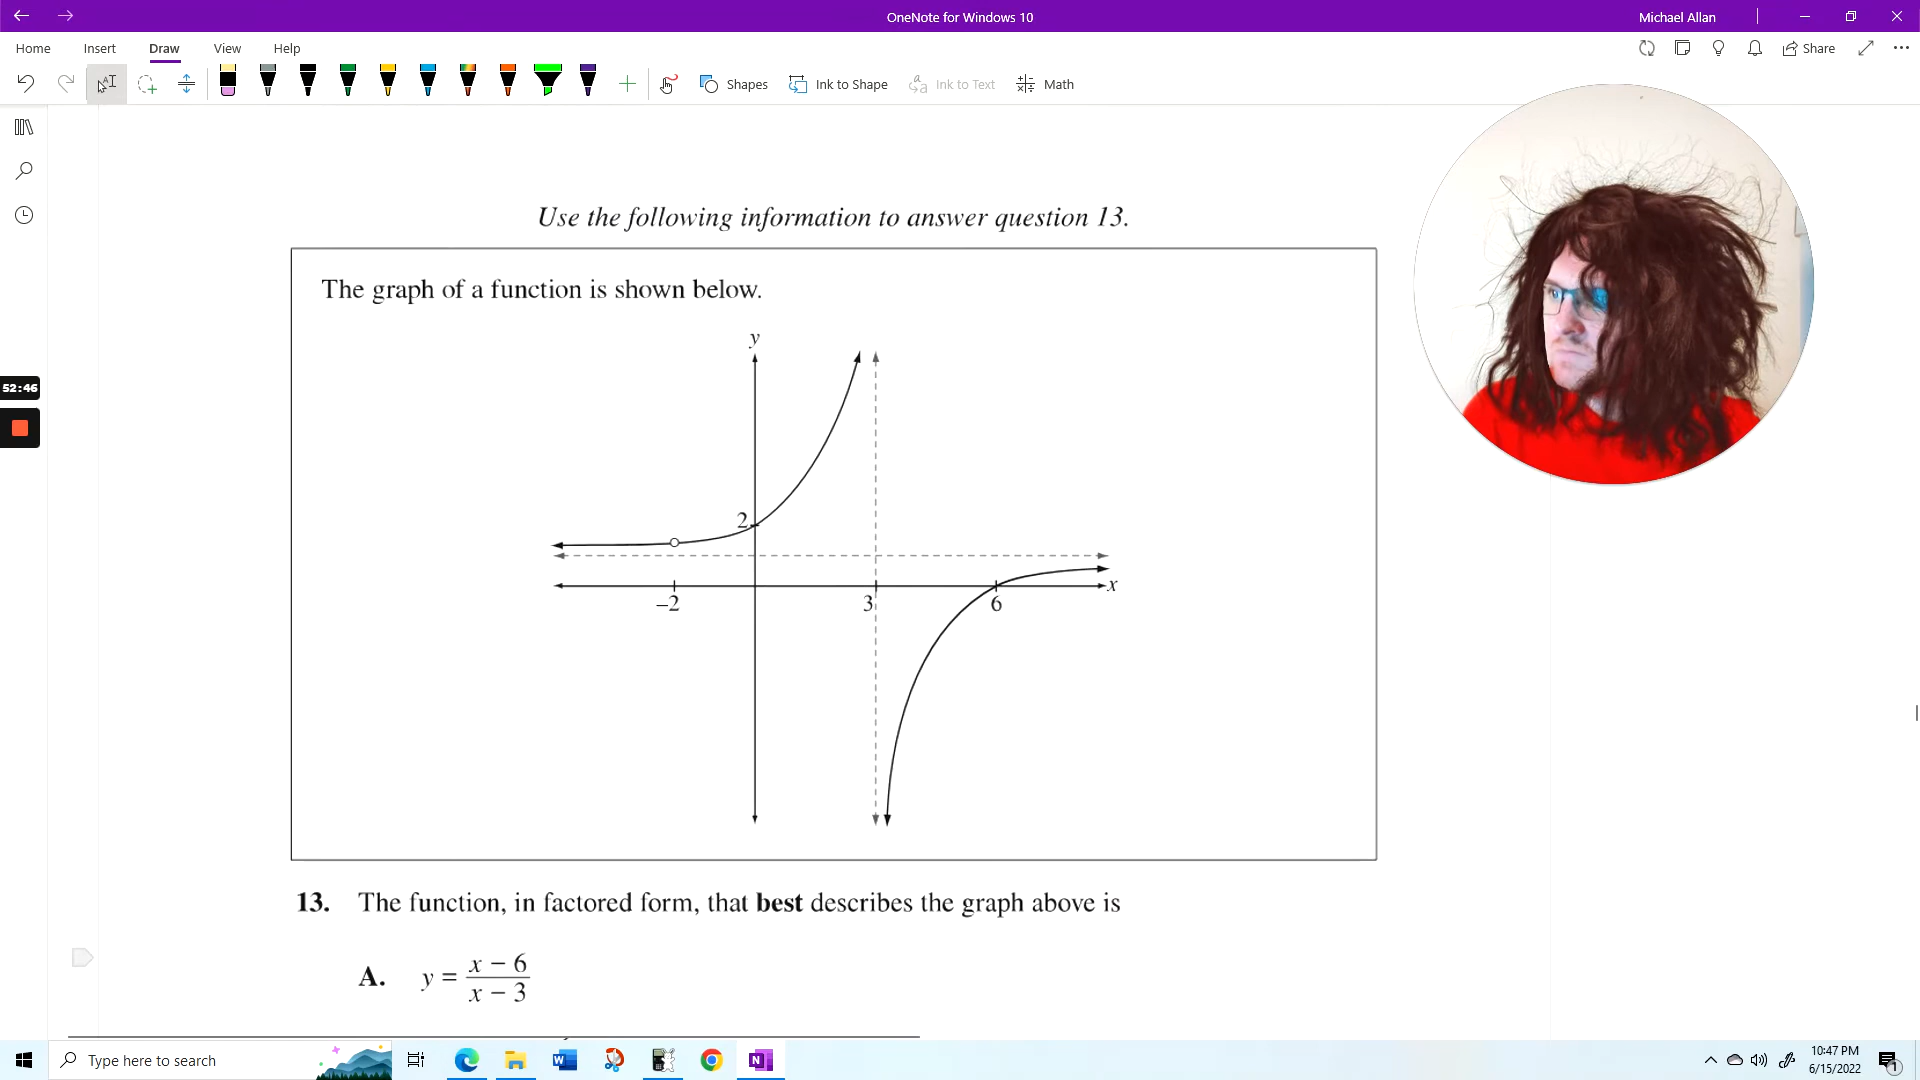 OneNote for Windows 10
Michael Allan
Home Insert Draw View Help
Share
Shapes Ink to Shape Ink to Text Math
Use the following information to answer question 13.
The graph of a function is shown below.
y
52:46
2
x
–2 3 6
13. The function, in factored form, that best describes the graph above is
A. y = x – 6 / x – 3
Type here to search
10:47 PM
6/15/2022
1